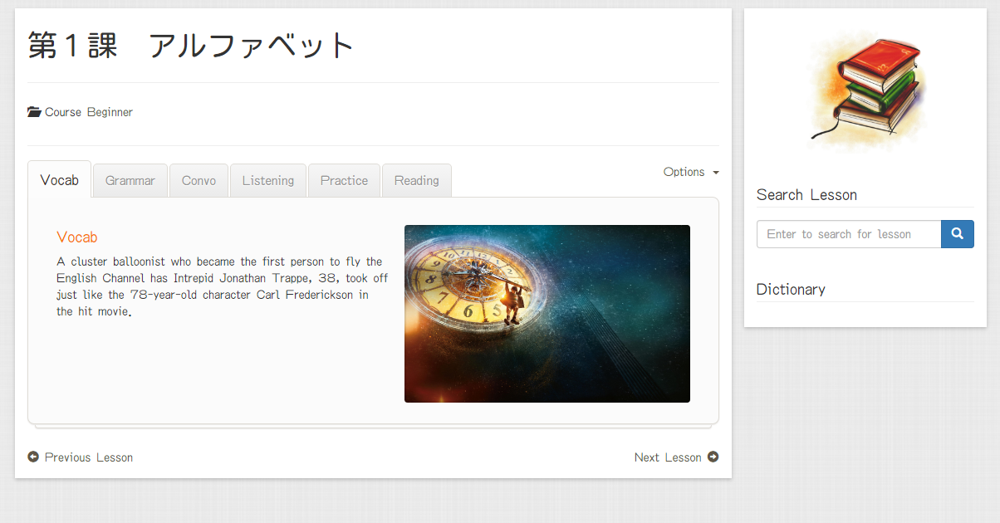 第１課　アルファベット
Course Beginner
Vocab
Grammar
Convo
Listening
Practice
Reading
Options
Vocab
A cluster balloonist who became the first person to fly the
English Channel has Intrepid Jonathan Trappe, 38, took off
just like the 78-year-old character Carl Frederickson in
the hit movie.
Previous Lesson
Next Lesson
Search Lesson
Enter to search for lesson
Dictionary